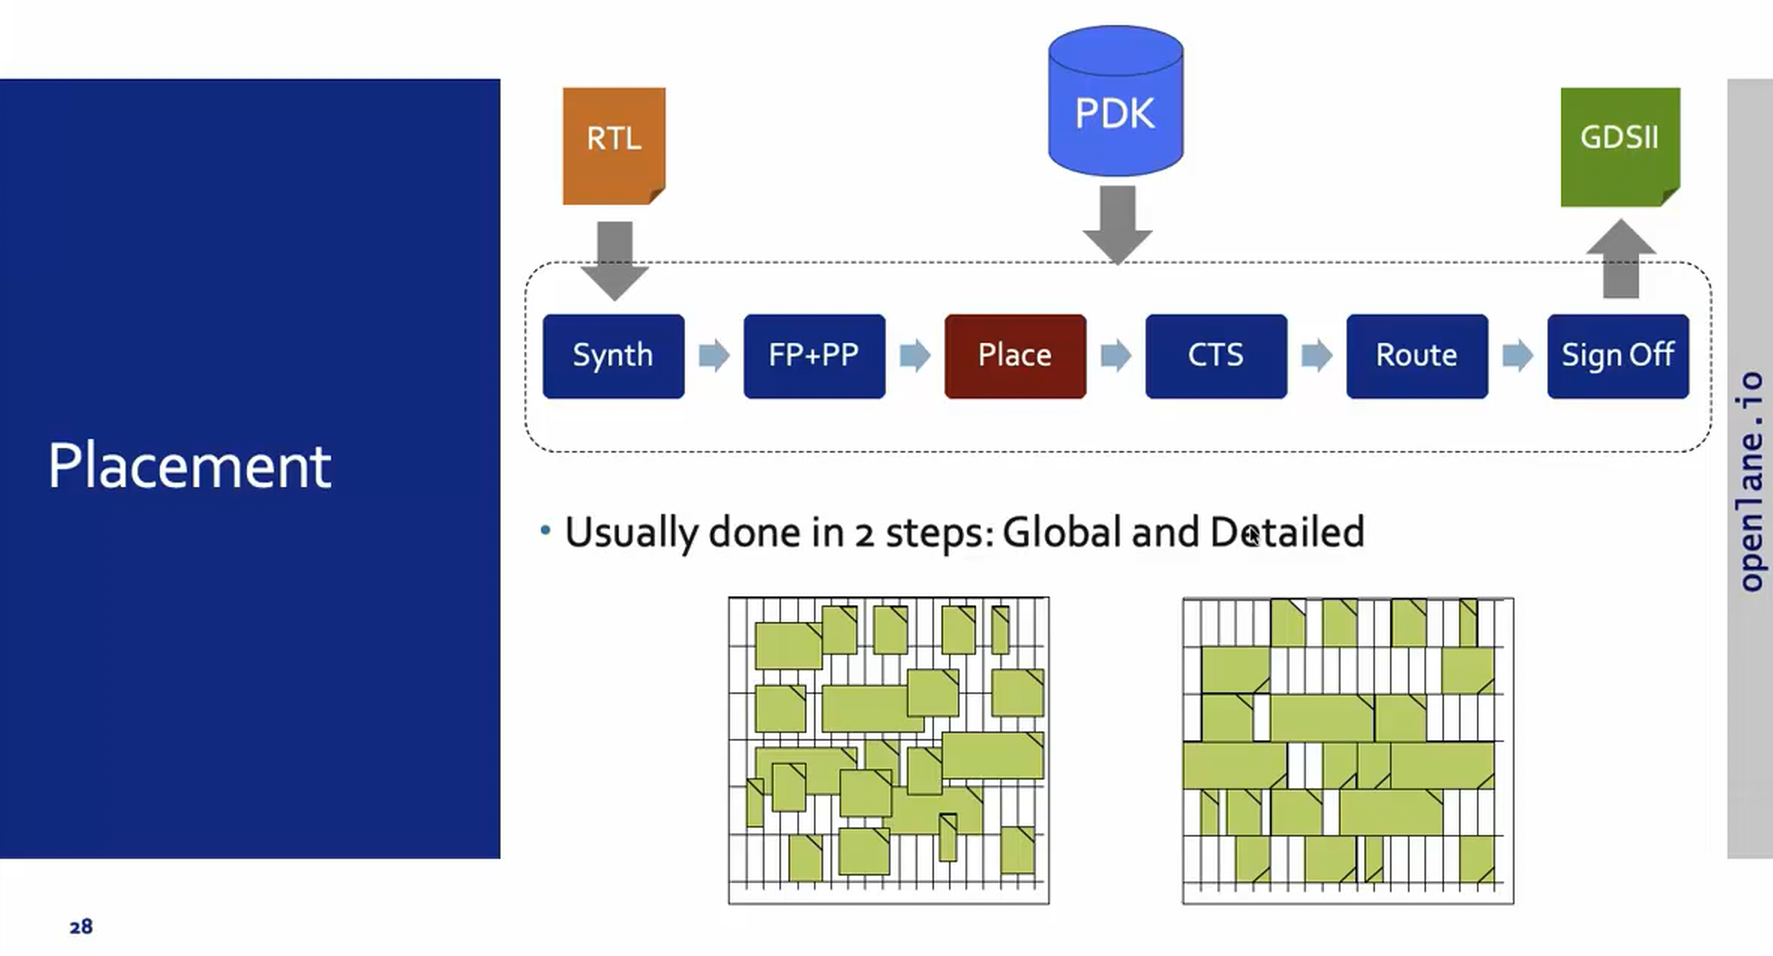 RTL
PDK
GDSII
Synth
FP+PP
Place
CTS
Route
Sign Off
Placement
• Usually done in 2 steps: Global and Detailed
openlane.io
28